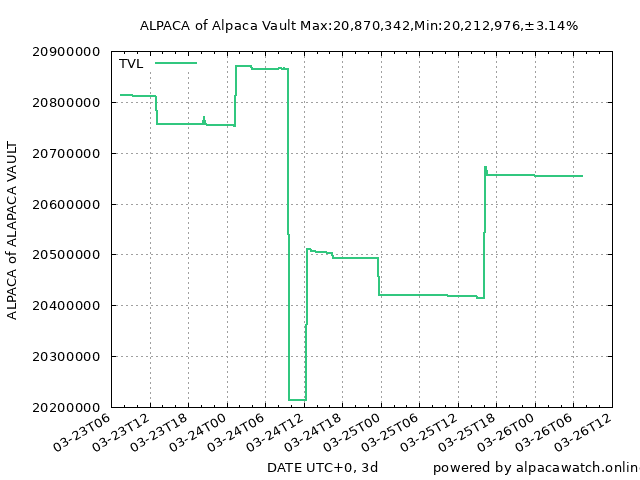 ALPACA of Alpaca Vault Max:20,870,342,Min:20,212,976,±3.14%
TVL
ALPACA of ALAPACA VAULT
20900000
20800000
20700000
20600000
20500000
20400000
20300000
20200000
03-23T06
03-23T12
03-23T18
03-24T00
03-24T06
03-24T12
03-24T18
03-25T00
03-25T06
03-25T12
03-25T18
03-26T00
03-26T06
03-26T12
DATE UTC+0, 3d
powered by alpacawatch.onlin